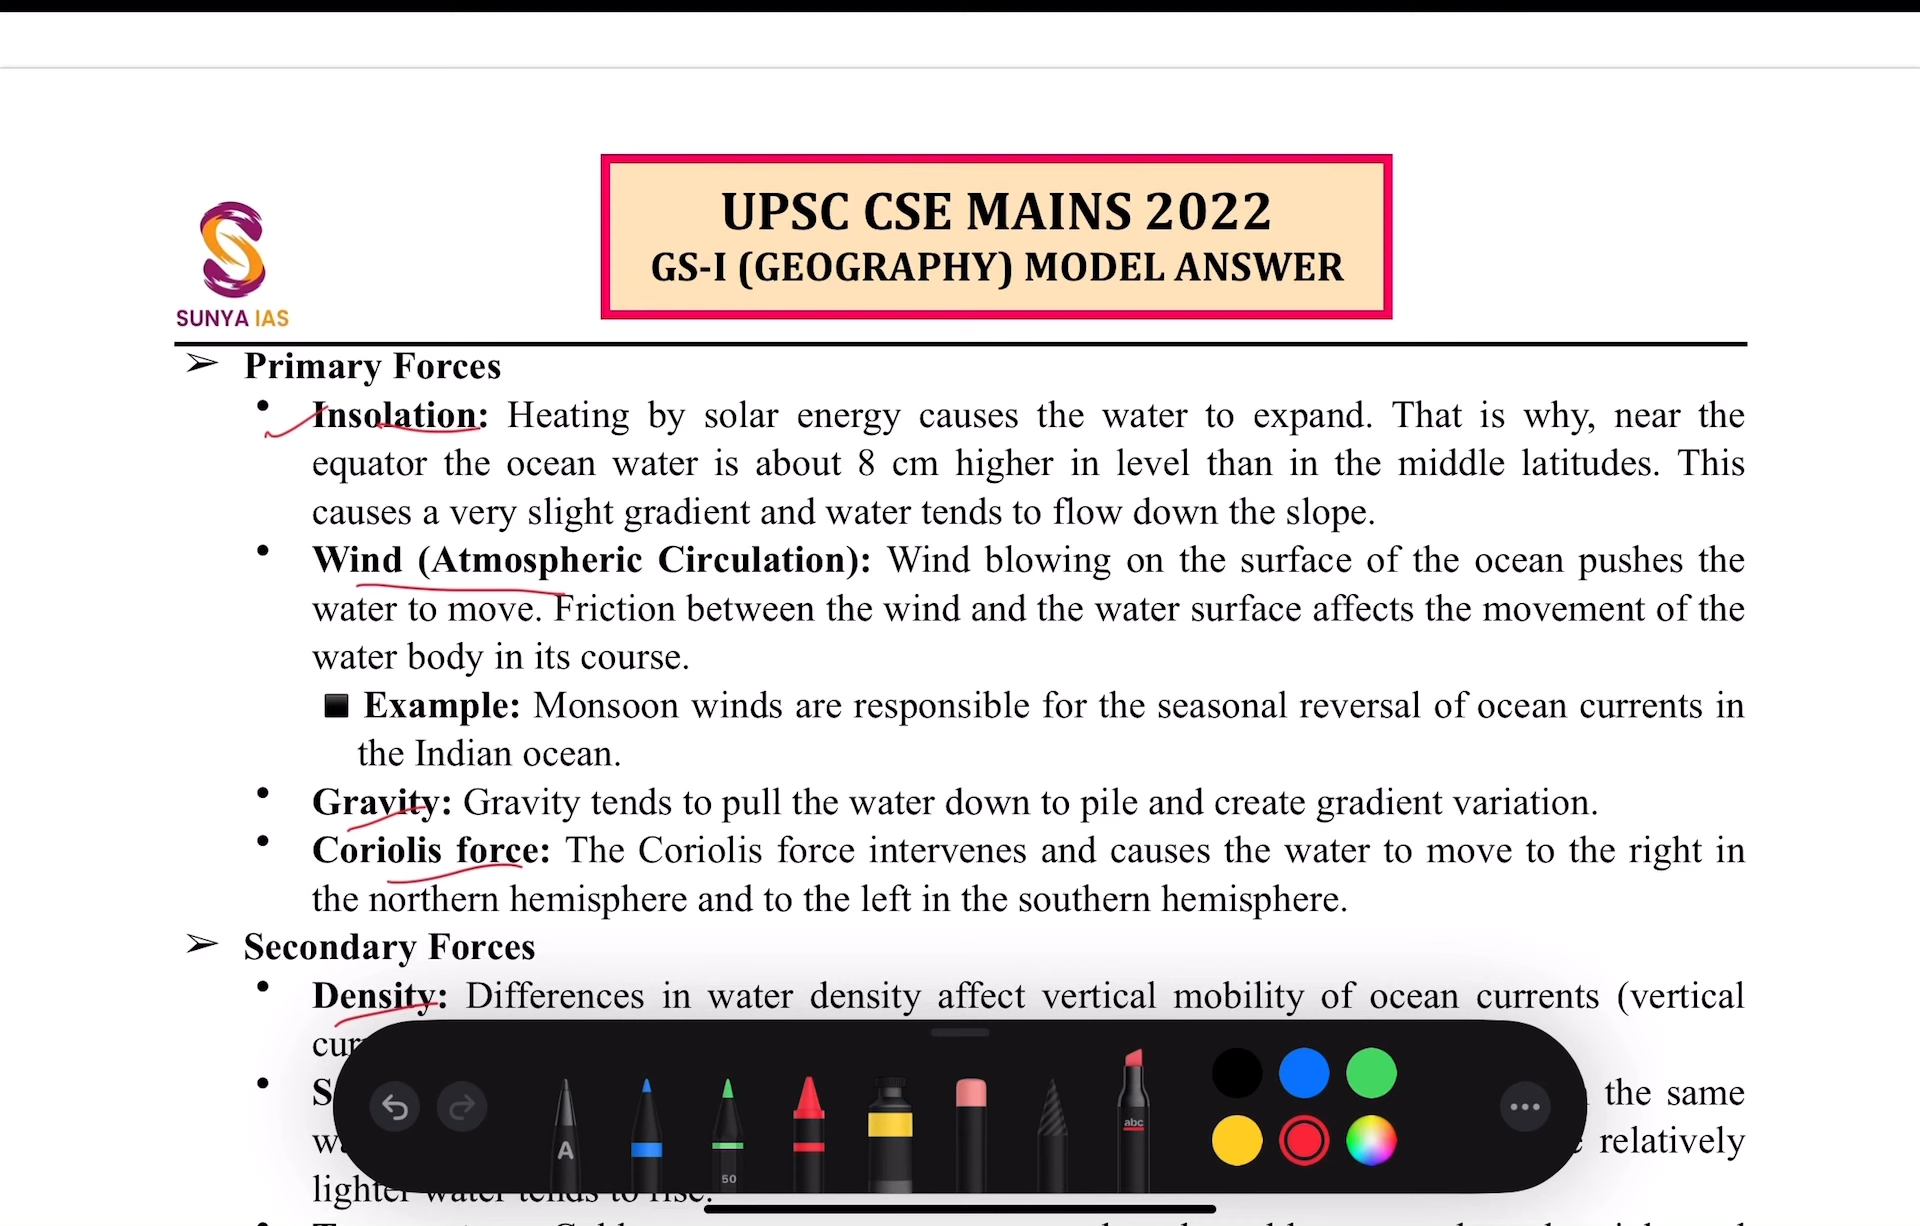 UPSC CSE MAINS 2022
GS-I (GEOGRAPHY) MODEL ANSWER
SUNYA IAS
➢ Primary Forces
• Insolation: Heating by solar energy causes the water to expand. That is why, near the
equator the ocean water is about 8 cm higher in level than in the middle latitudes. This
causes a very slight gradient and water tends to flow down the slope.
• Wind (Atmospheric Circulation): Wind blowing on the surface of the ocean pushes the
water to move. Friction between the wind and the water surface affects the movement of the
water body in its course.
■ Example: Monsoon winds are responsible for the seasonal reversal of ocean currents in
the Indian ocean.
• Gravity: Gravity tends to pull the water down to pile and create gradient variation.
• Coriolis force: The Coriolis force intervenes and causes the water to move to the right in
the northern hemisphere and to the left in the southern hemisphere.
➢ Secondary Forces
• Density: Differences in water density affect vertical mobility of ocean currents (vertical
the same
relatively
lighter water tends to rise.
A
50
abc